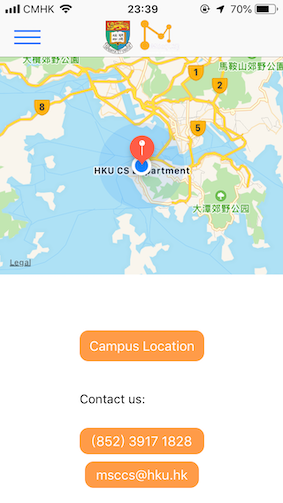 CMHK 23:39 70%
大欖郊野公園
馬鞍山郊野公園
1
2
8
5
HKU CS Department
大潭郊野公園
Legal
Campus Location
Contact us:
(852) 3917 1828
msccs@hku.hk